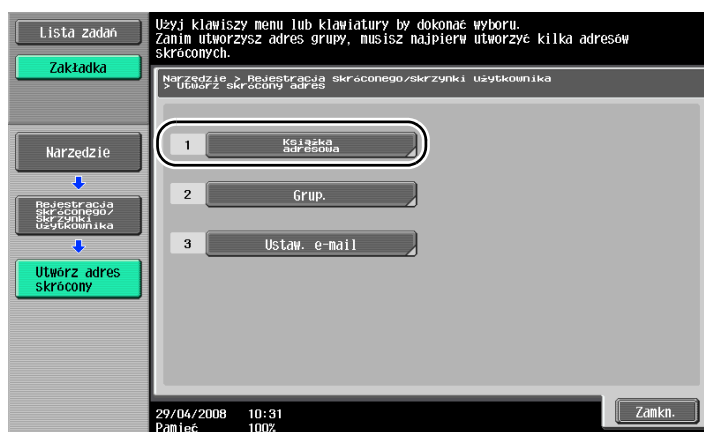 Lista zadań
Zakładka
Użyj klawiszy menu lub klawiatury by dokonać wyboru.
Zanim utworzysz adres grupy, musisz najpierw utworzyć kilka adresów
skróconych.
Narzędzie > Rejestracja skróconego/skrzynki użytkownika
> Utwórz skrócony adres
Narzędzie
Rejestracja
skróconego/
skrzynki
użytkownika
Utwórz adres
skrócony
1 Książka
adresowa
2 Grup.
3 Ustaw. e-mail
29/04/2008 10:31
Pamięć 100%
Zamkn.